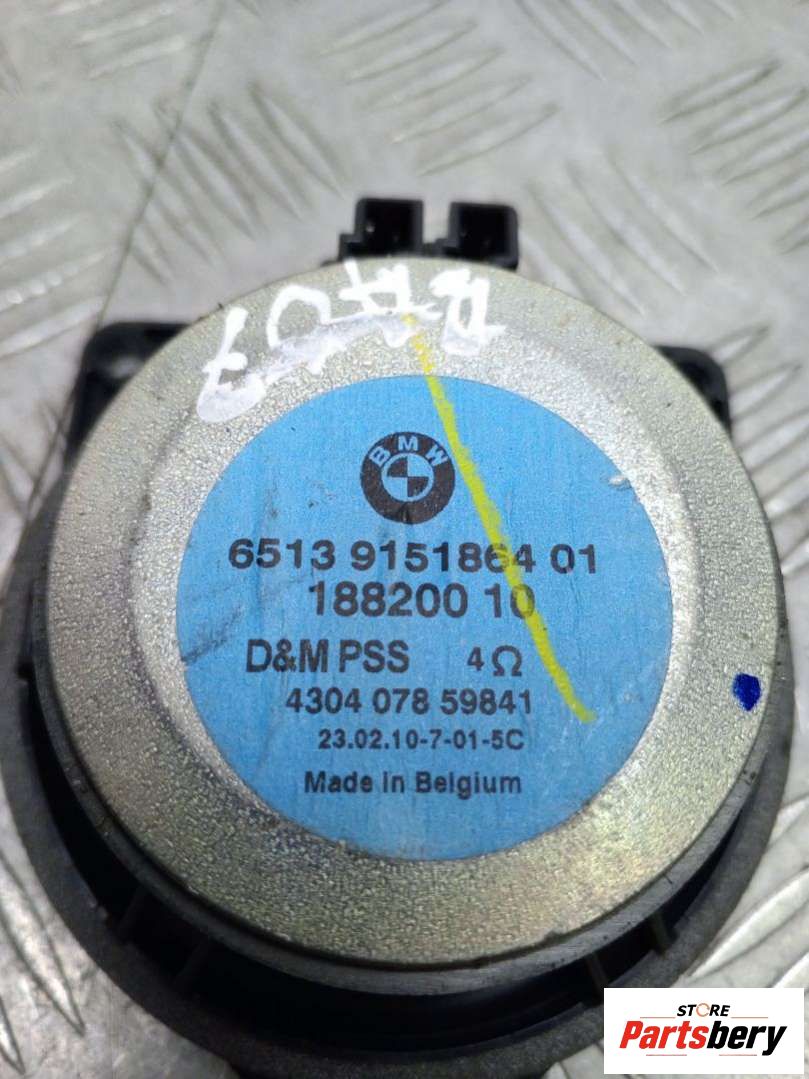 BMW
6513 9151864 01
188200 10
D&M PSS 4Ω
4304 078 59841
23.02.10-7-01-5C
Made in Belgium
STORE
Partsbery